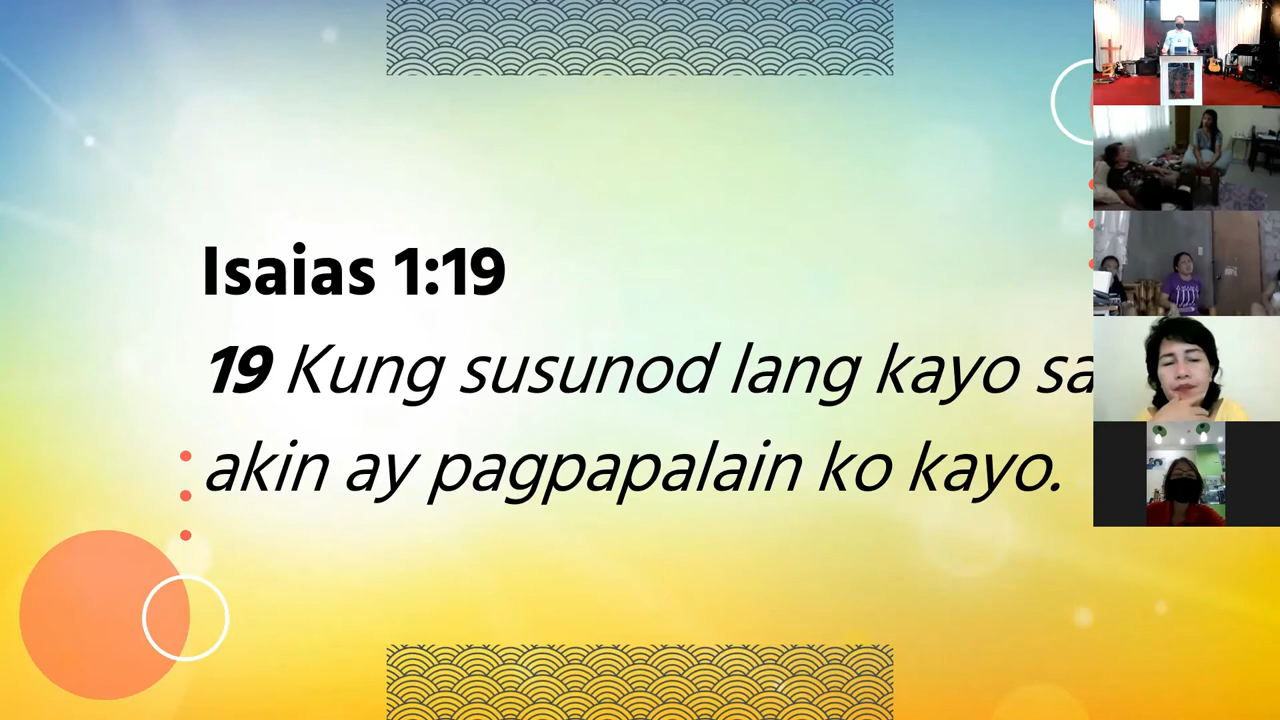 Isaias 1:19
19 Kung susunod lang kayo sa
akin ay pagpapalain ko kayo.